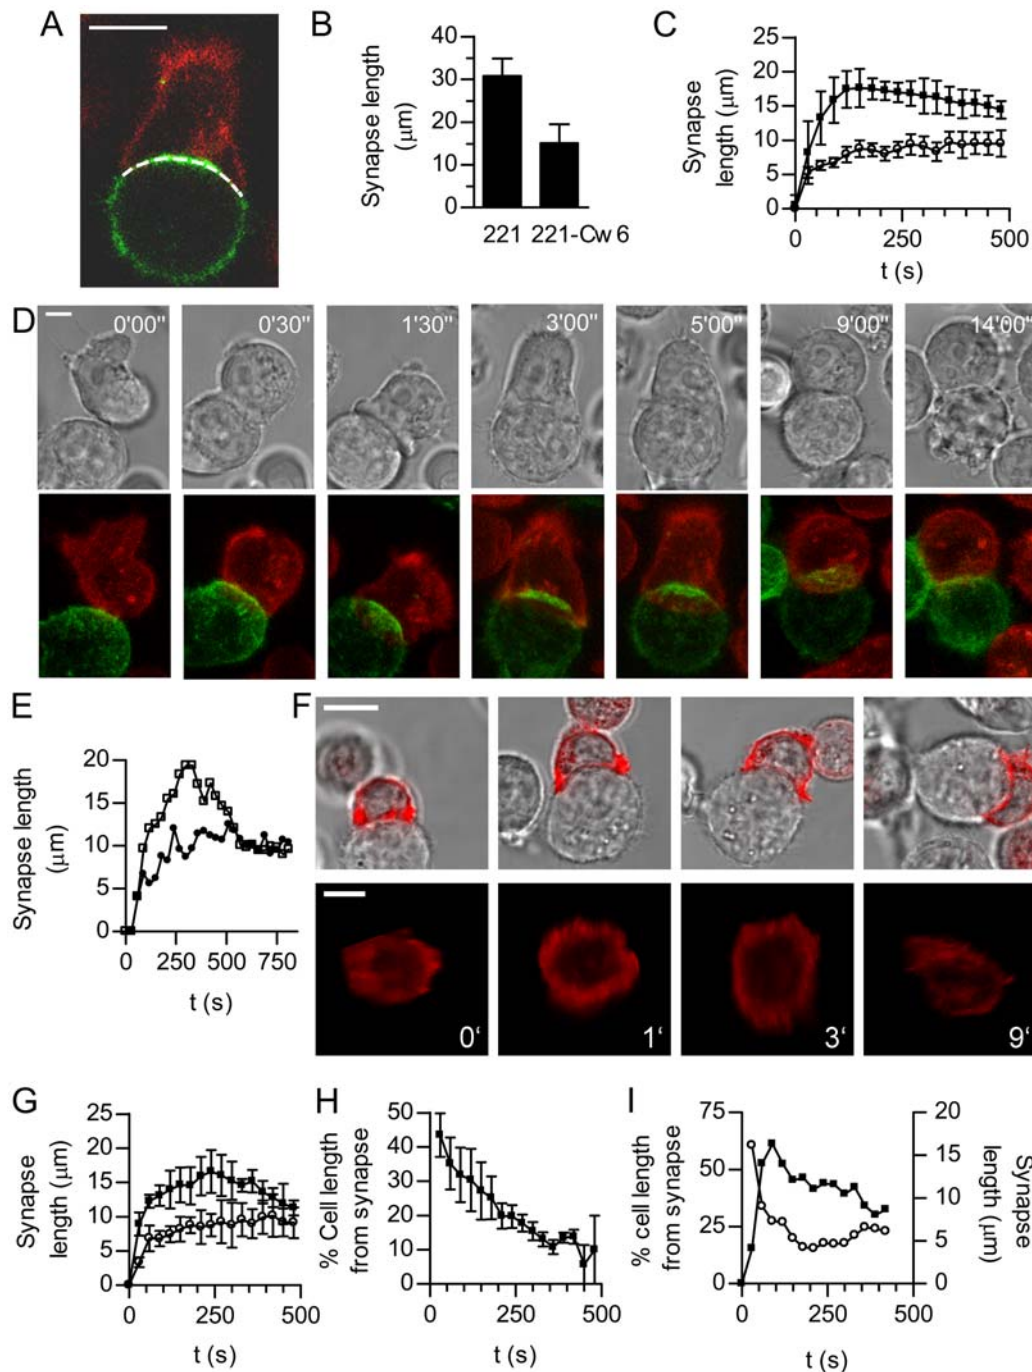 A
B
Synapse length
(μm)
40
30
20
10
0
221 221-Cw 6
C
Synapse
length (μm)
25
20
15
10
5
0
0 250 500
t (s)
D
0'00" 0'30" 1'30" 3'00" 5'00" 9'00" 14'00"
E
Synapse length
(μm)
20
15
10
5
0
0 250 500 750
t (s)
F
0‘ 1‘ 3‘ 9‘
G
Synapse
length (μm)
25
20
15
10
5
0
0 250 500
t (s)
H
% Cell length
from synapse
50
40
30
20
10
0
0 250 500
t (s)
I
% cell length
from synapse
75
50
25
0
0 250 500
t (s)
20
15
10
5
0
Synapse
length (μm)